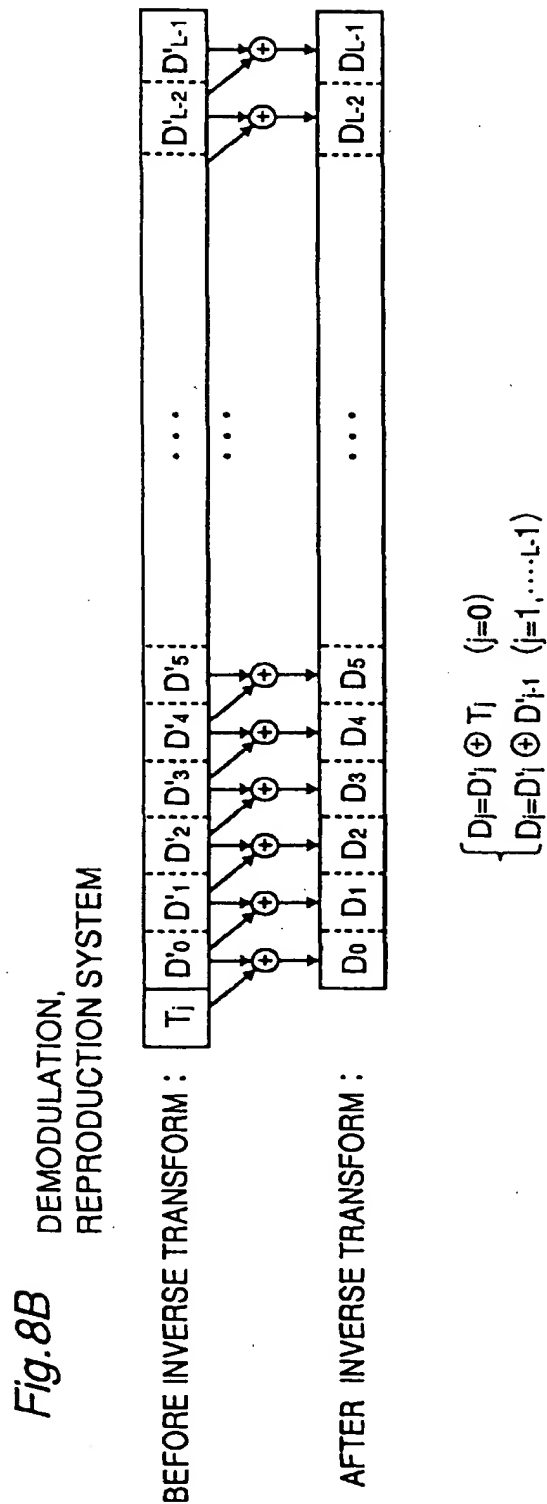 Fig.8B
DEMODULATION,
REPRODUCTION SYSTEM
BEFORE INVERSE TRANSFORM :
Tj D'0 D'1 D'2 D'3 D'4 D'5 ··· D'L-2 D'L-1
+ + + + + + ··· + +
AFTER INVERSE TRANSFORM :
D0 D1 D2 D3 D4 D5 ··· DL-2 DL-1
Dj=D'j ⊕ Tj (j=0)
Dj=D'j ⊕ D'j-1 (j=1,····L-1)